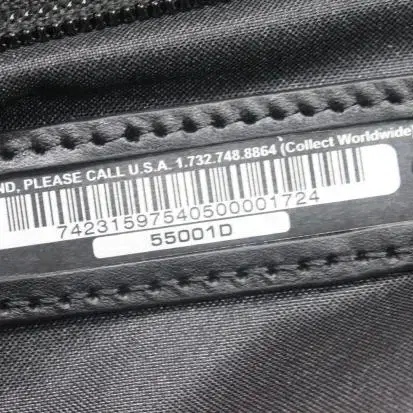 ND, PLEASE CALL U.S.A. 1.732.748.8864 (Collect Worldwide)
74231597540500001724
55001D